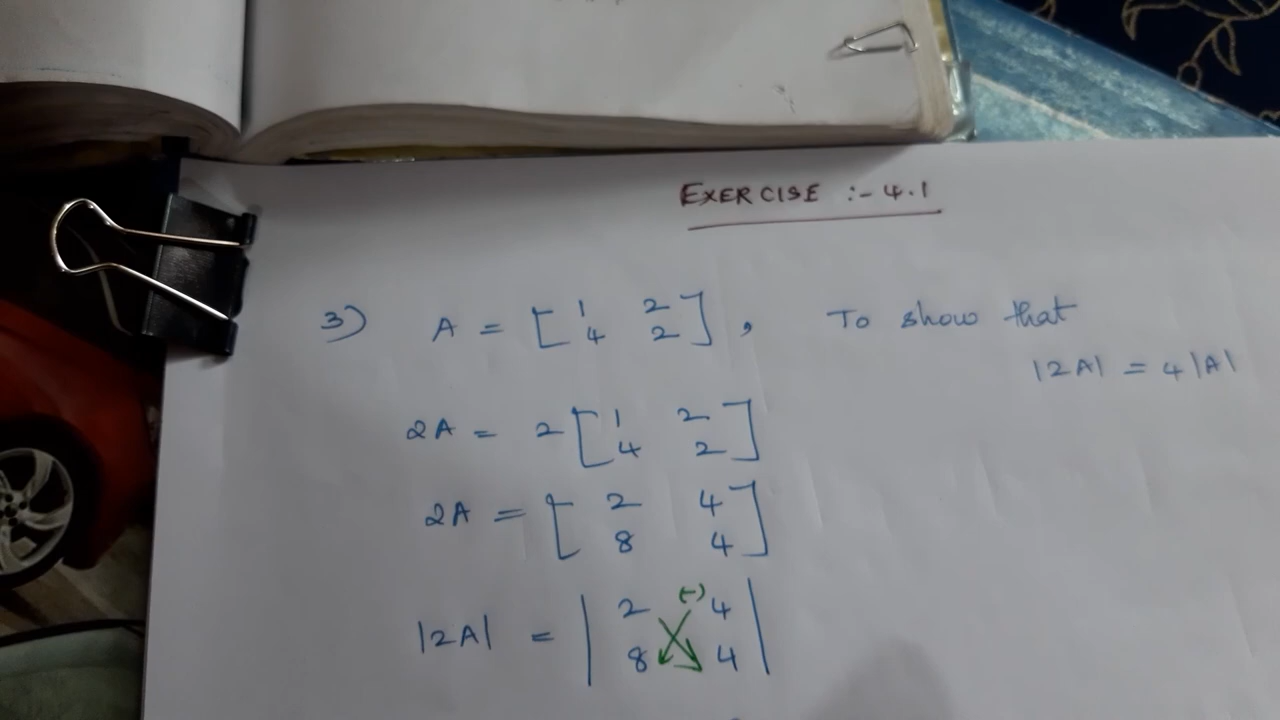 EXERCISE :- 4.1
3) A = [ 1 2
4 2 ] , To show that
|2A| = 4|A|
2A = 2 [ 1 2
4 2 ]
2A = [ 2 4
8 4 ]
|2A| = | 2 (-) 4
8 4 |